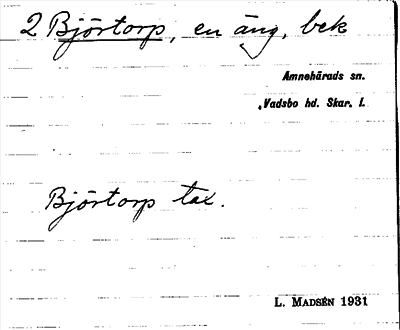 2 Björtorp, en äng, bek
Amnehärads sn.
Vadsbo hd. Skar. l.
Björtorp tax.
L. MADSÉN 1931